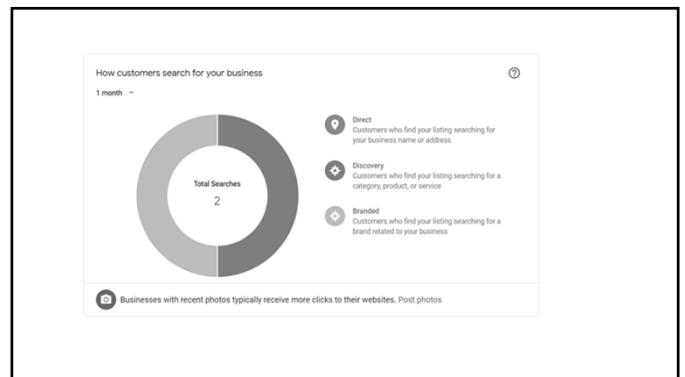 How customers search for your business
1 month
Direct
Customers who find your listing searching for
your business name or address
Total Searches
2
Discovery
Customers who find your listing searching for a
category, product, or service
Branded
Customers who find your listing searching for a
brand related to your business
Businesses with recent photos typically receive more clicks to their websites. Post photos